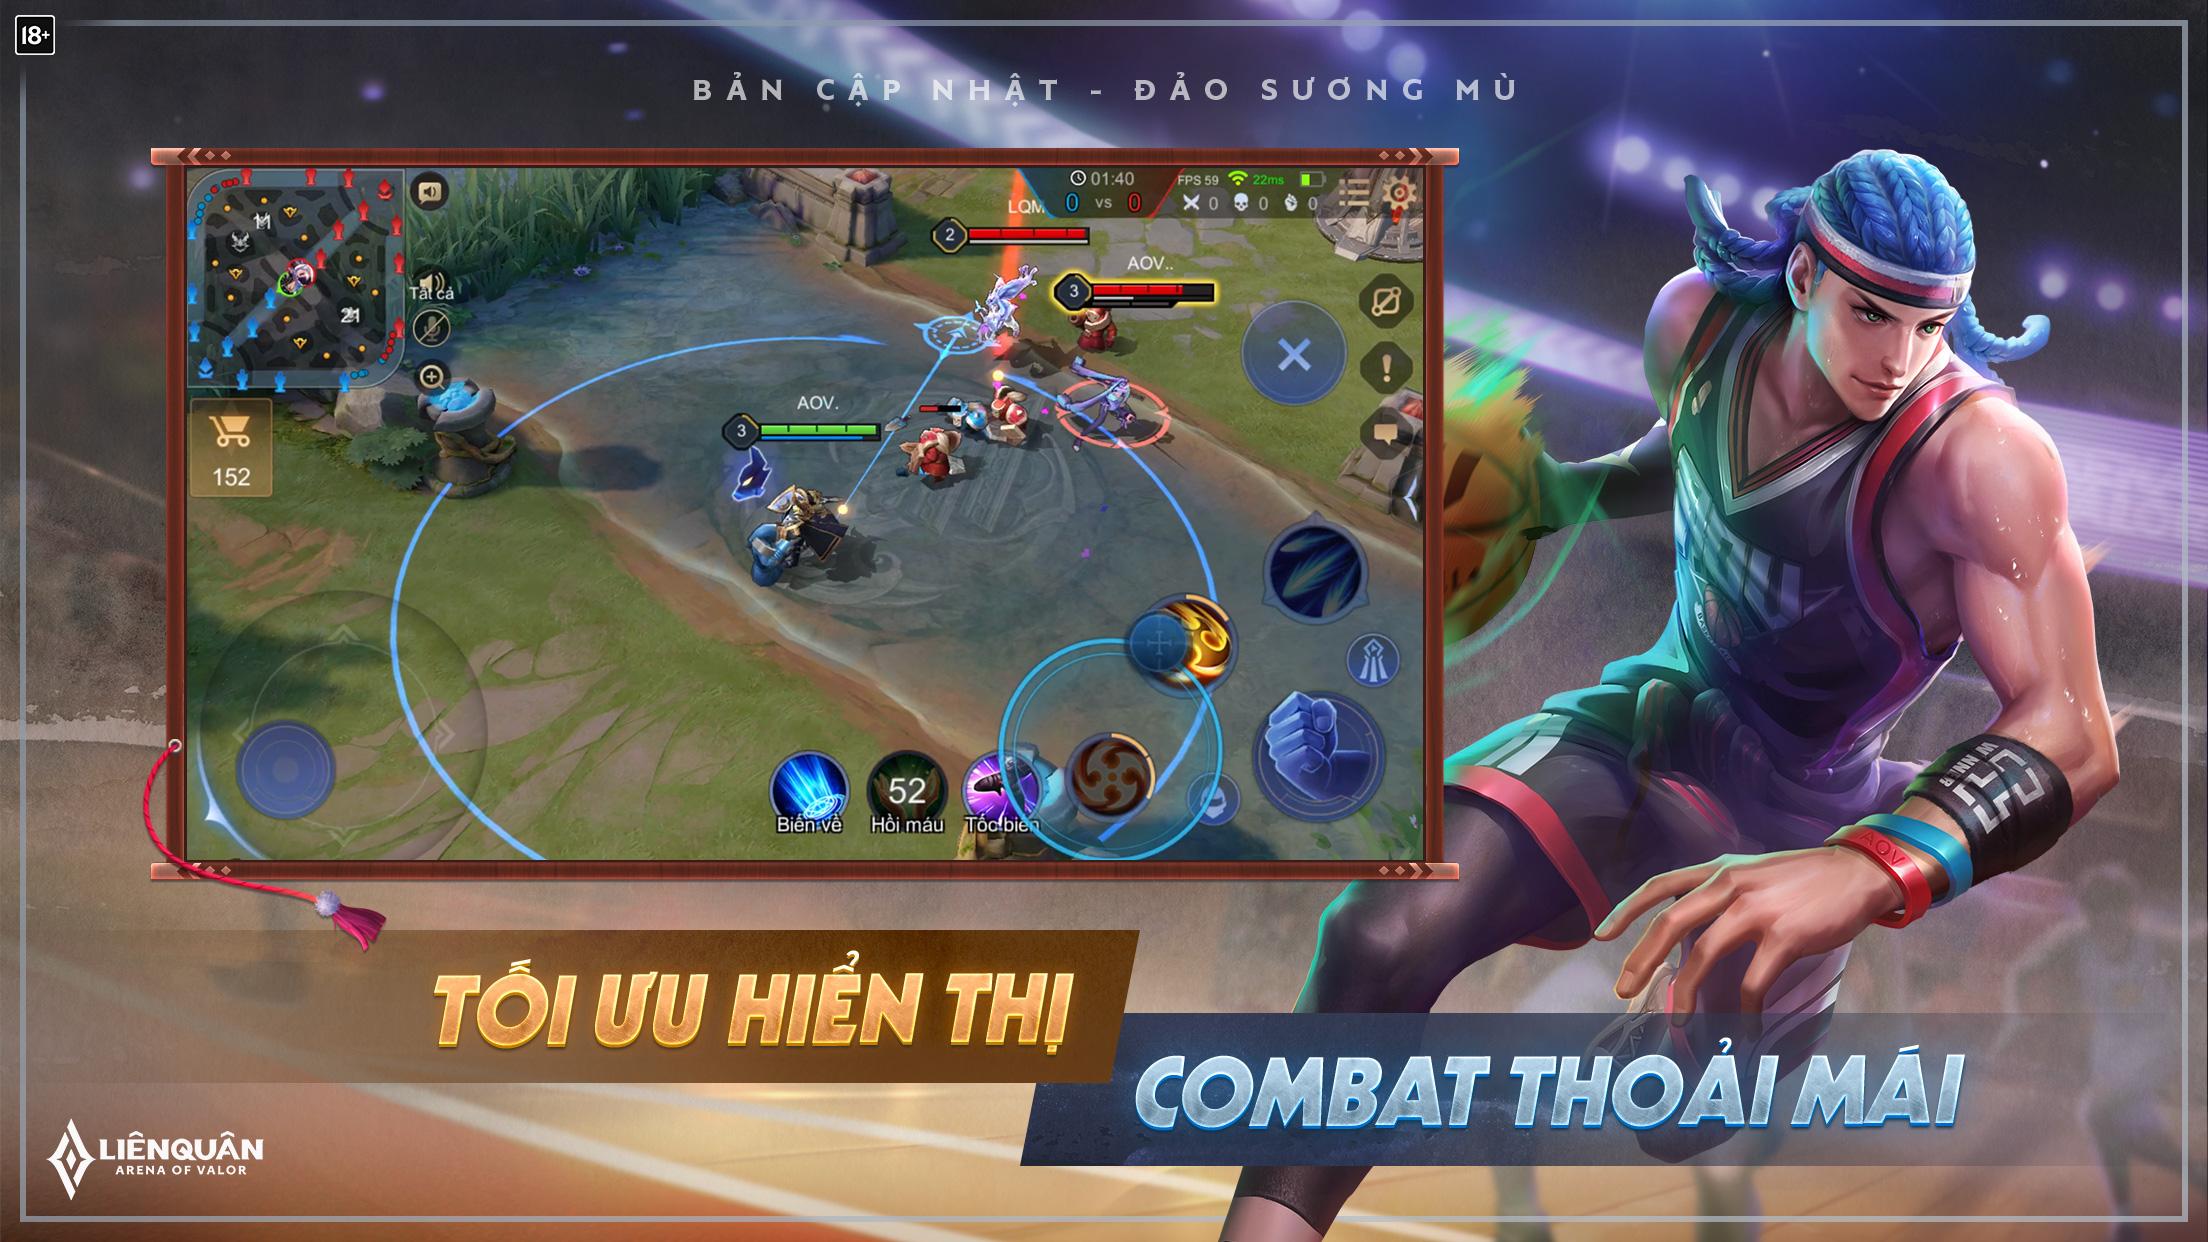 18+
BẢN CẬP NHẬT - ĐẢO SƯƠNG MÙ
01:40
FPS 59
22ms
LQM
0 VS 0
0 0 0
2
AOV..
3
Tất cả
AOV.
3
152
52
Biến về
Hồi máu
Tốc biến
WINNER
AOV
TỐI ƯU HIỂN THỊ
COMBAT THOẢI MÁI
LIÊNQUÂN
ARENA OF VALOR